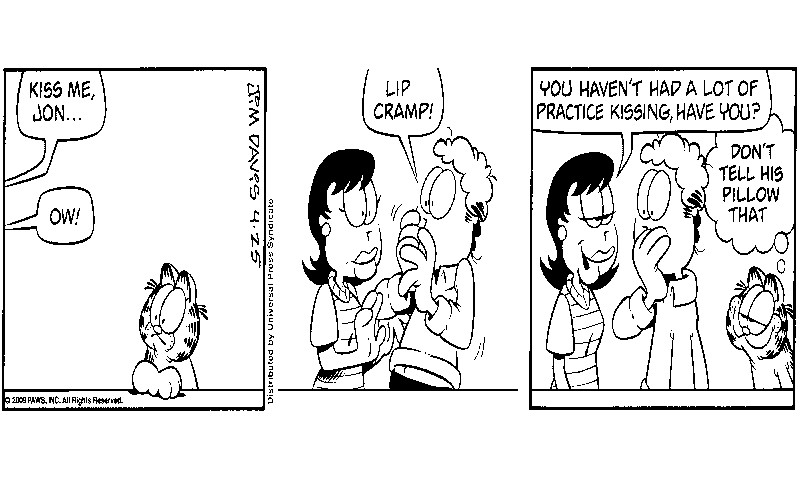 KISS ME,
JON...
OW!
JIM DAVIS 4·25
© 2009 PAWS, INC. All Rights Reserved.
Distributed by Universal Press Syndicate
LIP
CRAMP!
YOU HAVEN'T HAD A LOT OF
PRACTICE KISSING, HAVE YOU?
DON'T
TELL HIS
PILLOW
THAT